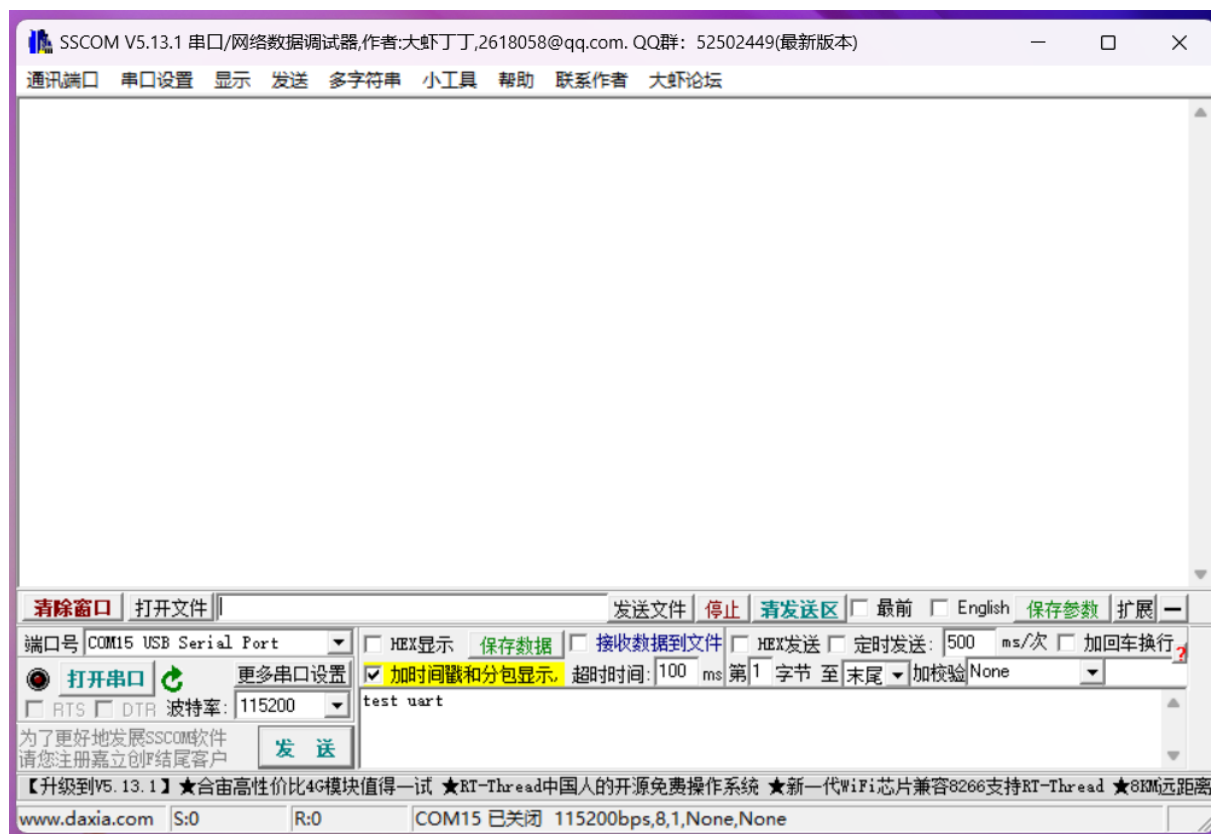 SSCOM V5.13.1 串口/网络数据调试器,作者:大虾丁丁,2618058@qq.com. QQ群: 52502449(最新版本)
通讯端口 串口设置 显示 发送 多字符串 小工具 帮助 联系作者 大虾论坛
清除窗口 打开文件 发送文件 停止 清发送区 最前 English 保存参数 扩展 —
端口号 COM15 USB Serial Port HEX显示 保存数据 接收数据到文件 HEX发送 定时发送: 500 ms/次 加回车换行 ?
打开串口 更多串口设置 加时间戳和分包显示, 超时时间: 100 ms 第 1 字节 至 末尾 加校验 None
RTS DTR 波特率: 115200 test uart
为了更好地发展SSCOM软件
请您注册嘉立创F结尾客户 发 送
【升级到V5.13.1】★合宙高性价比4G模块值得一试 ★RT-Thread中国人的开源免费操作系统 ★新一代WiFi芯片兼容8266支持RT-Thread ★8KM远距离
www.daxia.com S:0 R:0 COM15 已关闭 115200bps,8,1,None,None